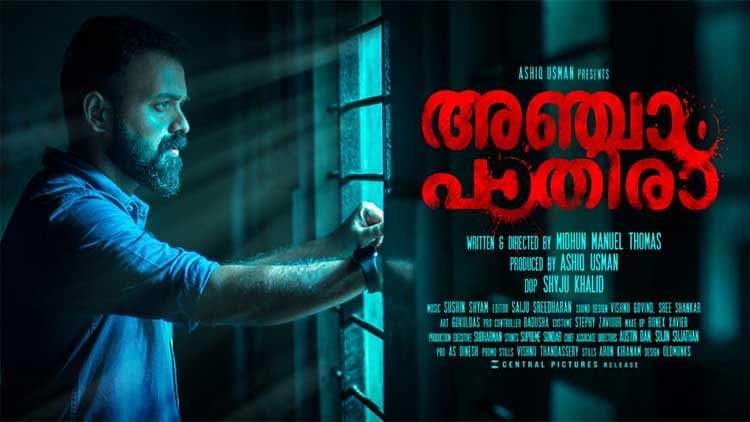 ASHIQ USMAN PRESENTS
അഞ്ചാം
പാതിരാ
WRITTEN & DIRECTED BY MIDHUN MANUEL THOMAS
PRODUCED BY ASHIQ USMAN
DOP SHYJU KHALID
MUSIC SUSHIN SHYAM EDITOR SAIJU SREEDHARAN SOUND DESIGN VISHNU GOVIND, SREE SHANKAR
ART GOKULDAS PRO CONTROLLER BADUSHA COSTUME STEPHY ZAVIOUR MAKE UP RONEX XAVIER
PRODUCTION EXECUTIVE SUDHARMAN STUNTS SUPREME SUNDAR CHIEF ASSOCIATE DIRECTORS AUSTIN DAN, SUJIN SUJATHAN
PRO AS DINESH PROMO STILLS VISHNU THANDASSERY STILLS ARUN KIRANAM DESIGN OLDMONKS
CENTRAL PICTURES RELEASE